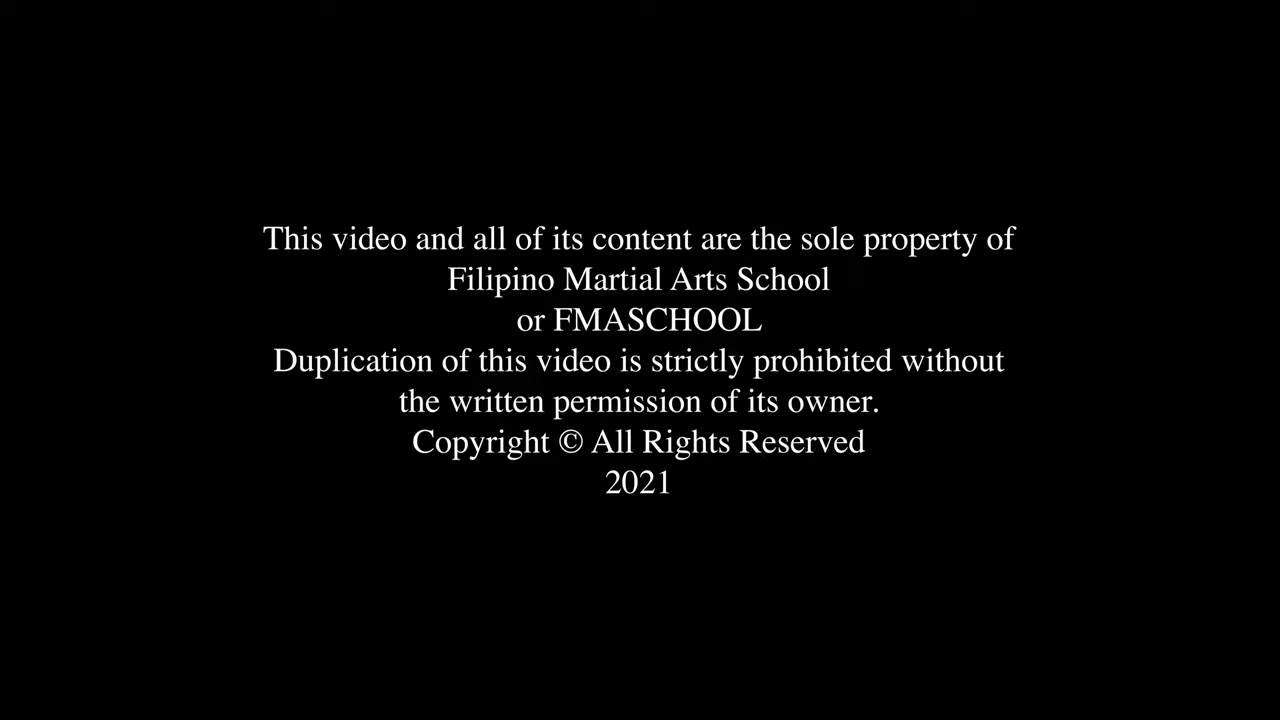 This video and all of its content are the sole property of
Filipino Martial Arts School
or FMASCHOOL
Duplication of this video is strictly prohibited without
the written permission of its owner.
Copyright © All Rights Reserved
2021